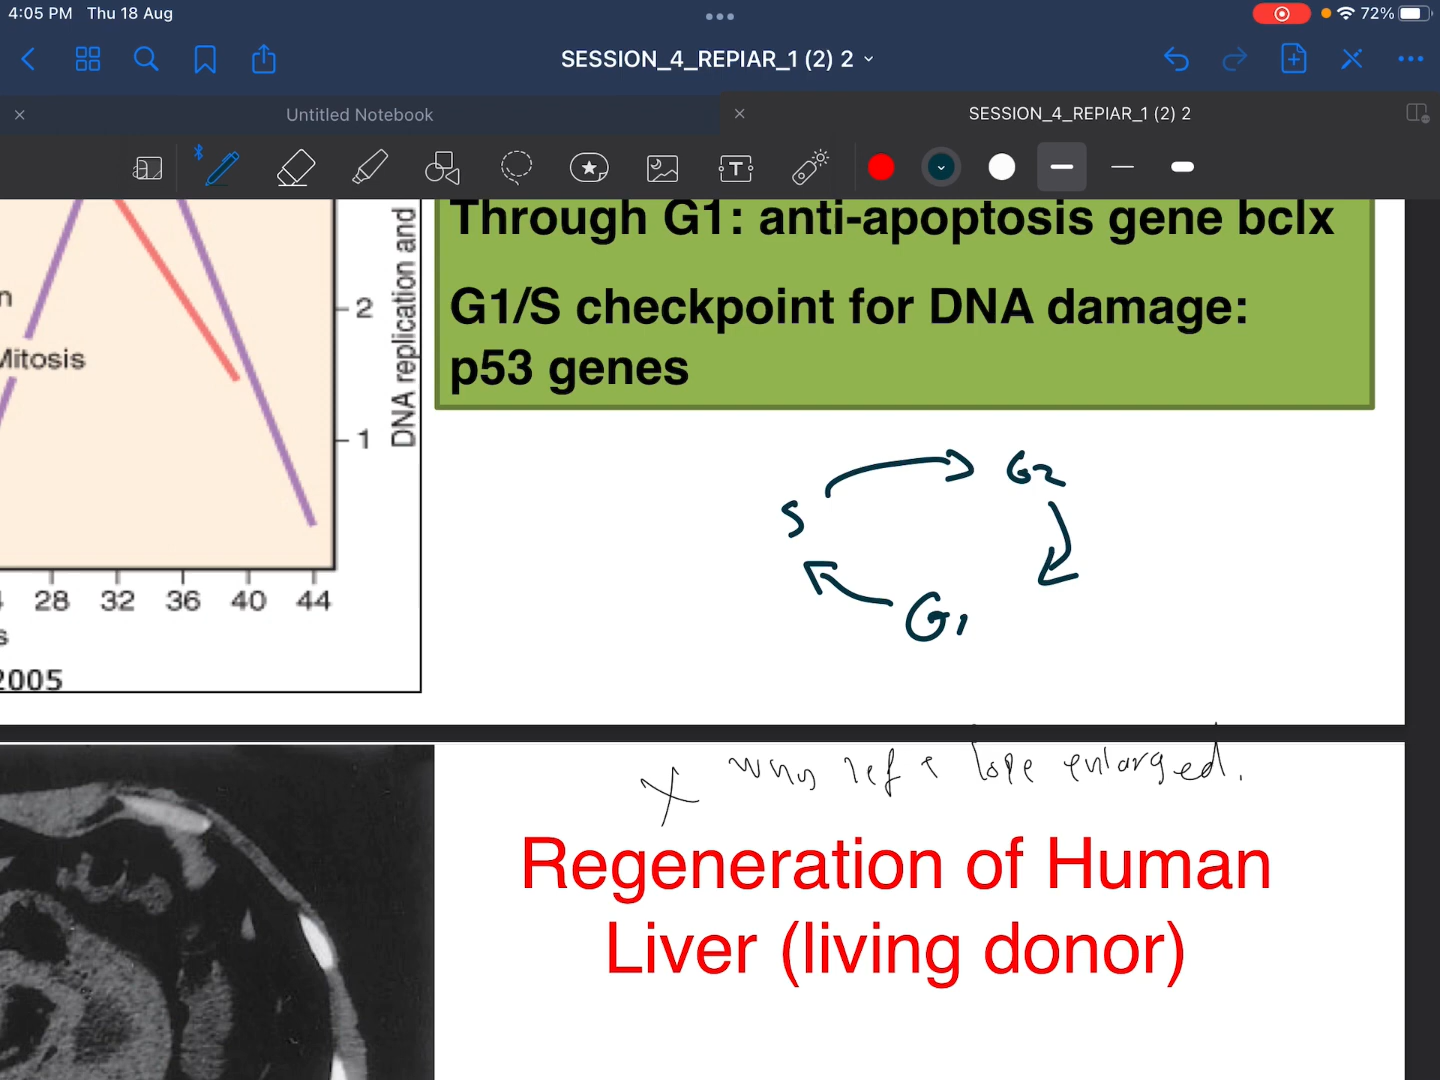 4:05 PM Thu 18 Aug
72%
SESSION_4_REPIAR_1 (2) 2
Untitled Notebook
SESSION_4_REPIAR_1 (2) 2
Through G1: anti-apoptosis gene bclx
G1/S checkpoint for DNA damage:
p53 genes
Mitosis
2
1
DNA replication and
28 32 36 40 44
2005
S
G2
G1
why left lobe enlarged.
Regeneration of Human
Liver (living donor)